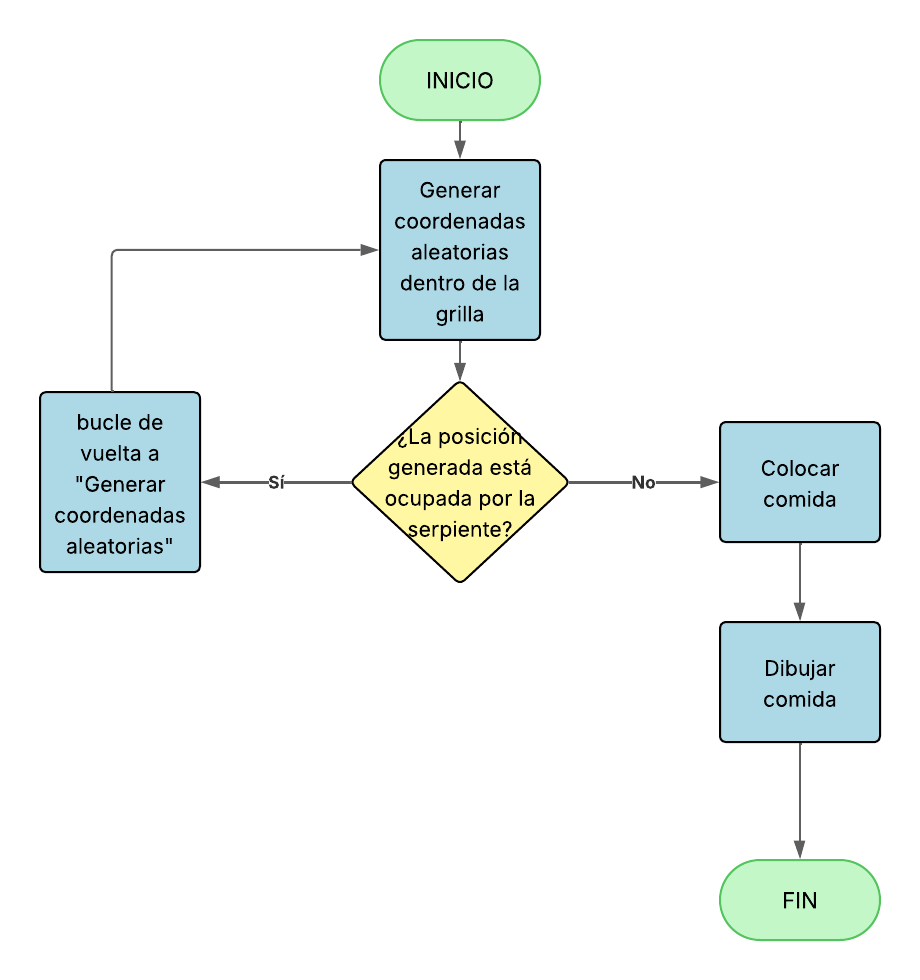 INICIO
Generar
coordenadas
aleatorias
dentro de la
grilla
¿La posición
generada está
ocupada por la
serpiente?
Sí
No
bucle de
vuelta a
"Generar
coordenadas
aleatorias"
Colocar
comida
Dibujar
comida
FIN